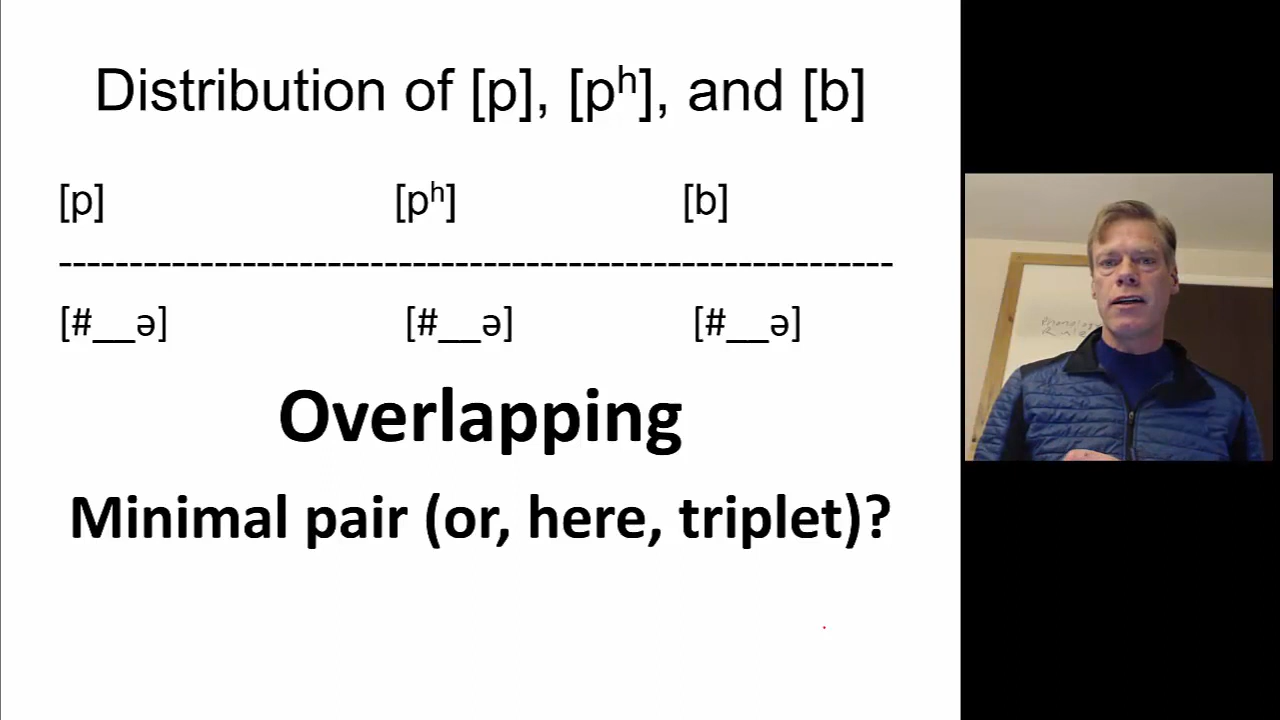 Distribution of [p], [pʰ], and [b]
[p] [pʰ] [b]
-----------------------------------------------------------
[#__ə] [#__ə] [#__ə]
Overlapping
Minimal pair (or, here, triplet)?